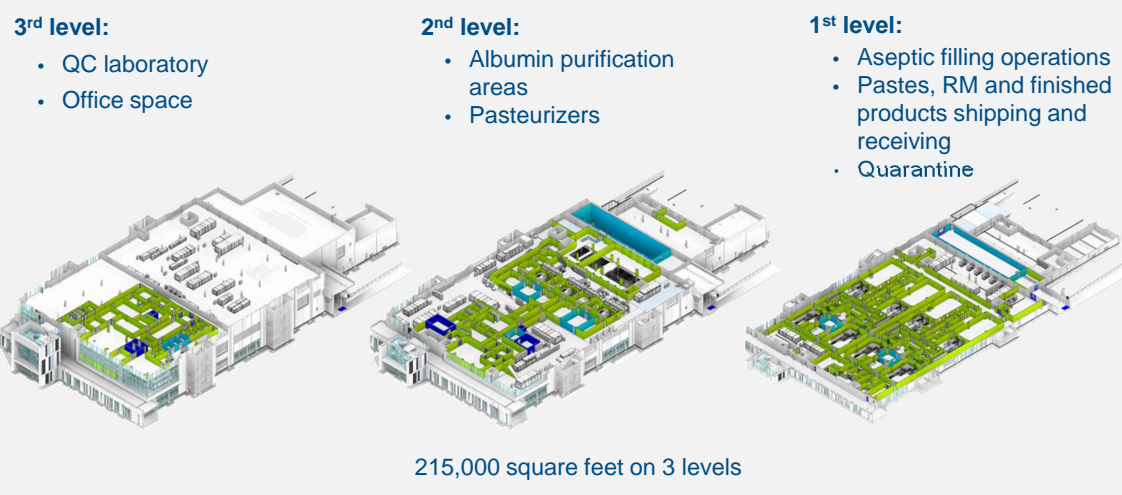 3rd level:
• QC laboratory
• Office space
2nd level:
• Albumin purification
areas
• Pasteurizers
1st level:
• Aseptic filling operations
• Pastes, RM and finished
products shipping and
receiving
• Quarantine
215,000 square feet on 3 levels